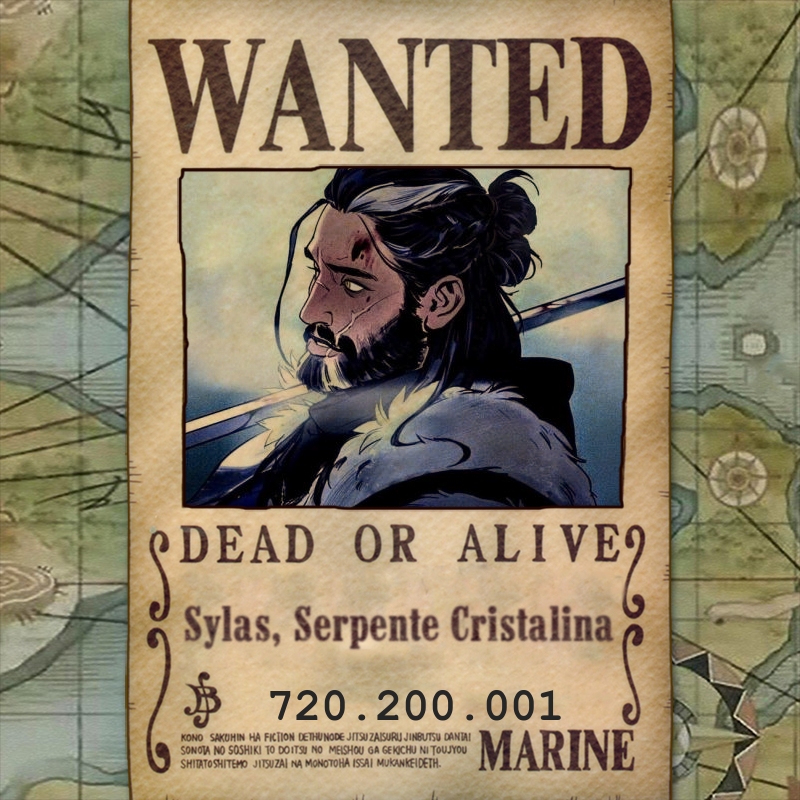 WANTED
DEAD OR ALIVE
Sylas, Serpente Cristalina
720.200.001
KONO SAKUHIN HA FICTION DETHUNODE JITSUZAISURU JINBUTSU DANTAI
SONOTA NO SOSHIKI TO DOITSU NO MEISHOU GA GEKICHU NI TOUJYOU
SHITATOSHITEMO JITSUZAI NA MONOTOHA ISSAI MUKANKEIDETH.
MARINE